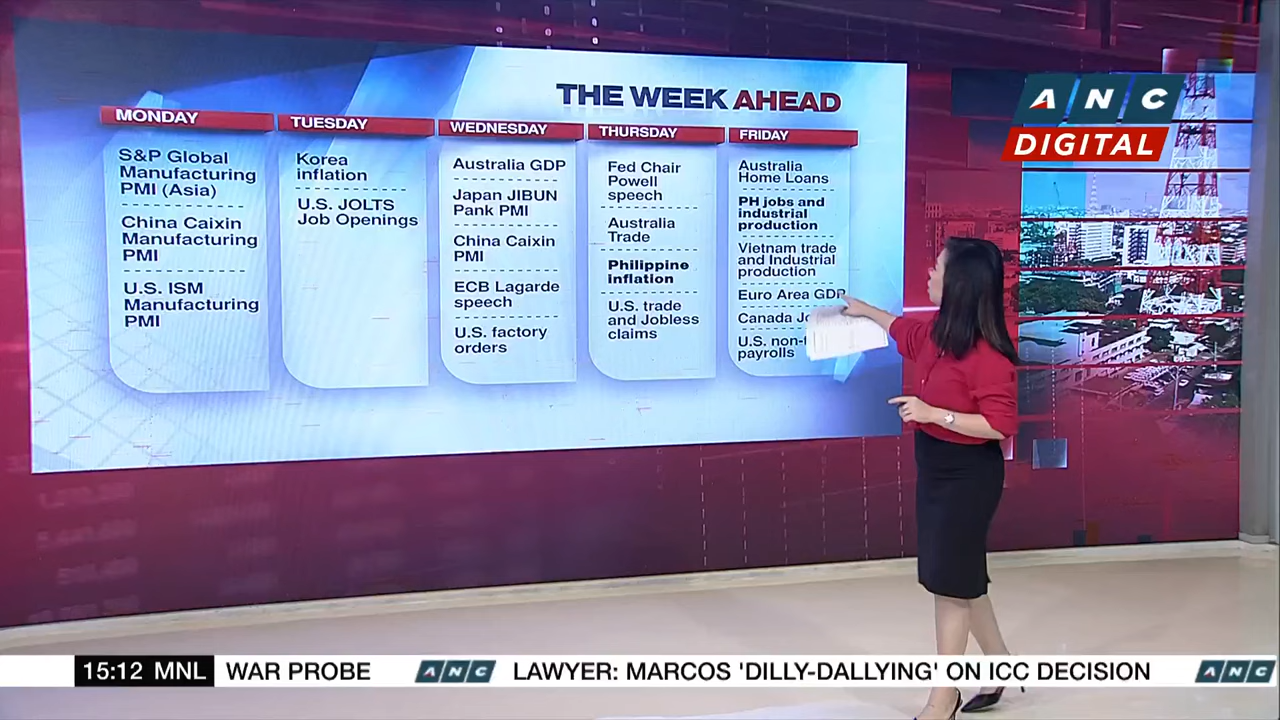 THE WEEK AHEAD
MONDAY
S&P Global
Manufacturing
PMI (Asia)
China Caixin
Manufacturing
PMI
U.S. ISM
Manufacturing
PMI
TUESDAY
Korea
inflation
U.S. JOLTS
Job Openings
WEDNESDAY
Australia GDP
Japan JIBUN
Pank PMI
China Caixin
PMI
ECB Lagarde
speech
U.S. factory
orders
THURSDAY
Fed Chair
Powell
speech
Australia
Trade
Philippine
Inflation
U.S. trade
and Jobless
claims
FRIDAY
Australia
Home Loans
PH jobs and
industrial
production
Vietnam trade
and Industrial
production
Euro Area GDP
Canada
U.S.
payrolls
ANC
DIGITAL
15:12 MNL WAR PROBE ANC LAWYER: MARCOS 'DILLY-DALLYING' ON ICC DECISION ANC